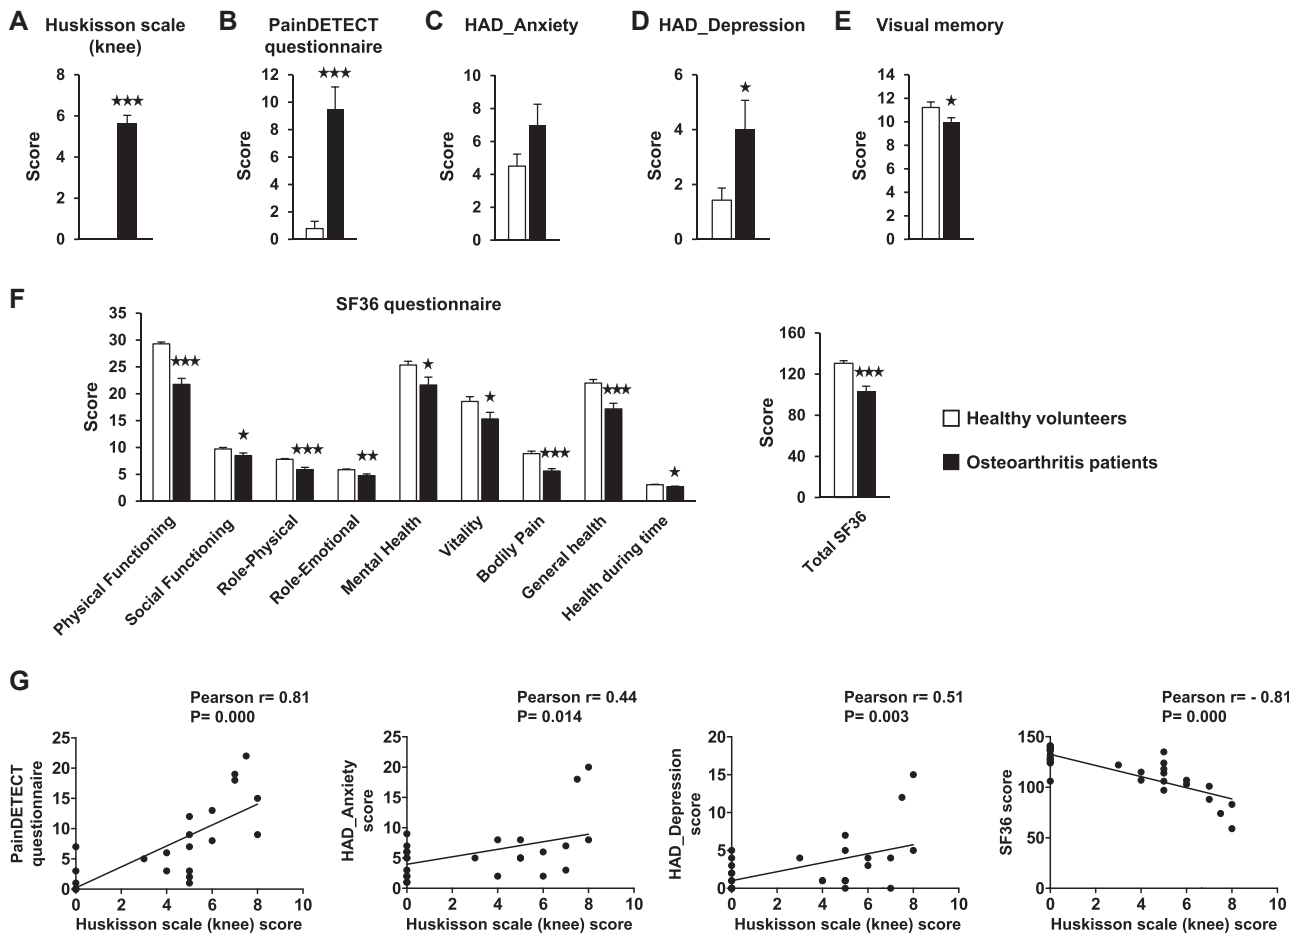 A Huskisson scale
(knee)
Score
8
6
4
2
0
★★★
B PainDETECT
questionnaire
Score
12
10
8
6
4
2
0
★★★
C HAD_Anxiety
Score
10
8
6
4
2
0
D HAD_Depression
Score
6
4
2
0
★
E Visual memory
Score
14
12
10
8
6
4
2
0
★
F SF36 questionnaire
Score
35
30
25
20
15
10
5
0
★★★
★
★★★
★★
★
★
★★★
★★★
★
Physical Functioning
Social Functioning
Role-Physical
Role-Emotional
Mental Health
Vitality
Bodily Pain
General health
Health during time
Score
160
120
80
40
0
★★★
Total SF36
Healthy volunteers
Osteoarthritis patients
G
Pearson r= 0.81
P= 0.000
PainDETECT
questionnaire
25
20
15
10
5
0
0 2 4 6 8 10
Huskisson scale (knee) score
Pearson r= 0.44
P= 0.014
HAD_Anxiety
score
25
20
15
10
5
0
0 2 4 6 8 10
Huskisson scale (knee) score
Pearson r= 0.51
P= 0.003
HAD_Depression
score
20
15
10
5
0
0 2 4 6 8 10
Huskisson scale (knee) score
Pearson r= - 0.81
P= 0.000
SF36 score
150
100
50
0
0 2 4 6 8 10
Huskisson scale (knee) score